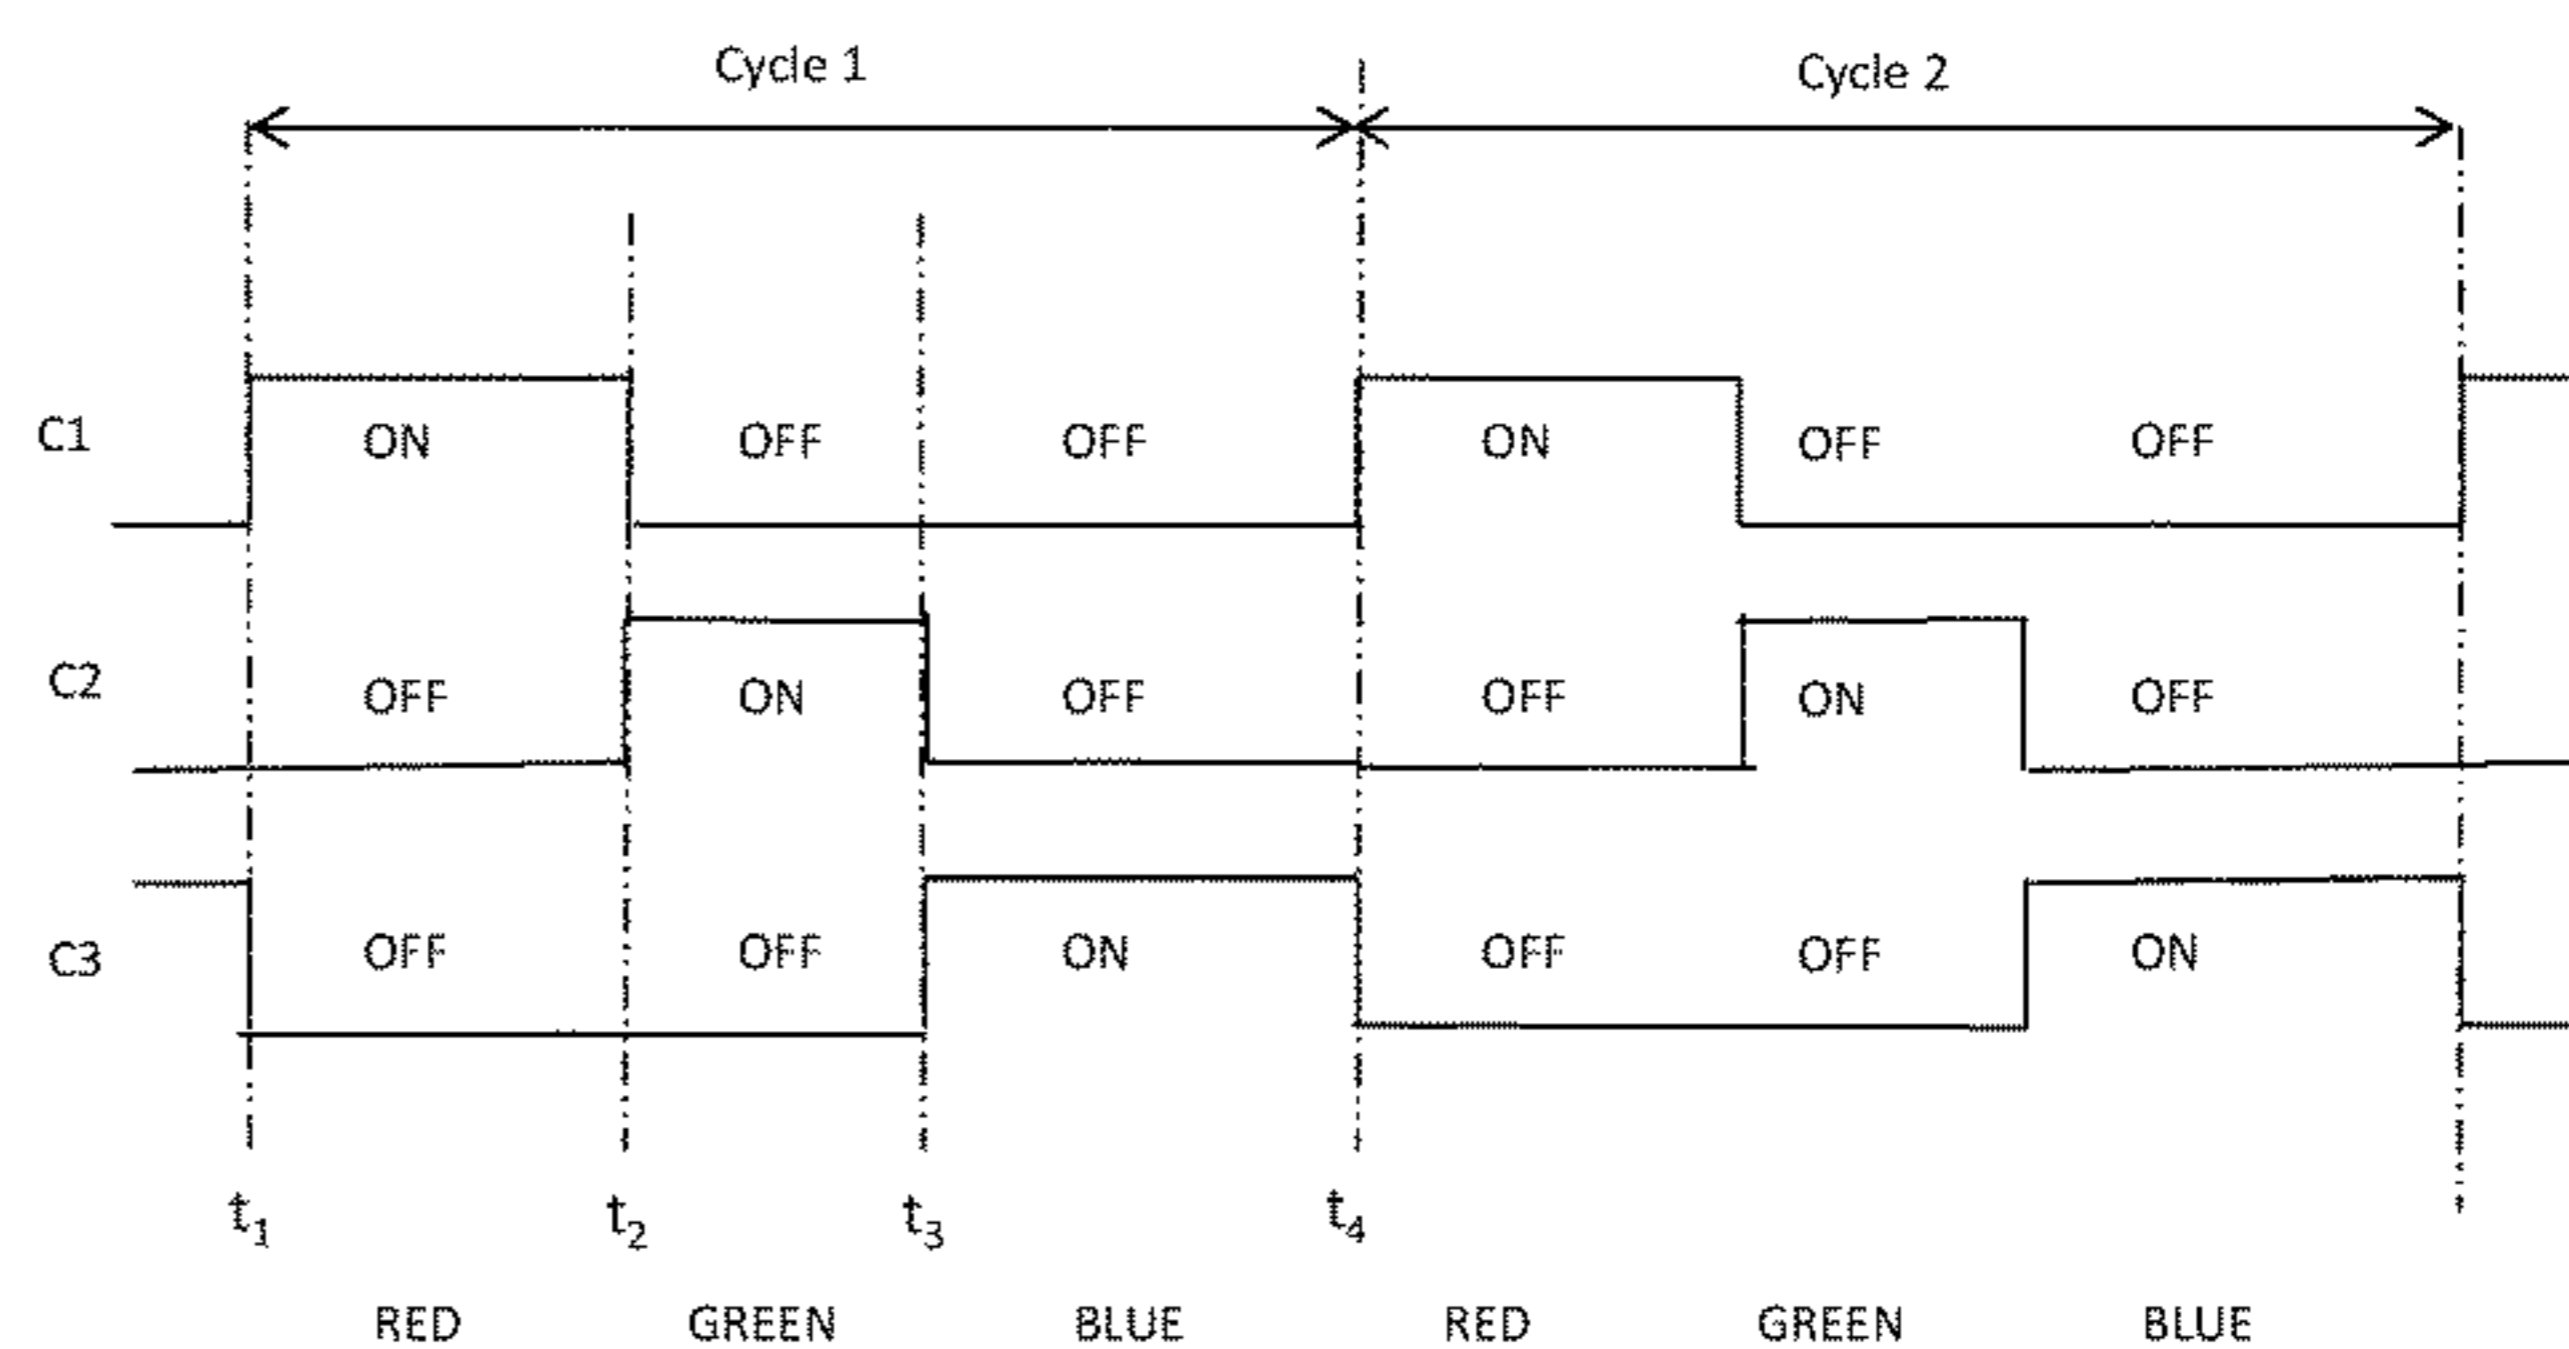 Cycle 1 Cycle 2
C1 ON OFF OFF ON OFF OFF
C2 OFF ON OFF OFF ON OFF
C3 OFF OFF ON OFF OFF ON
t1 t2 t3 t4
RED GREEN BLUE RED GREEN BLUE